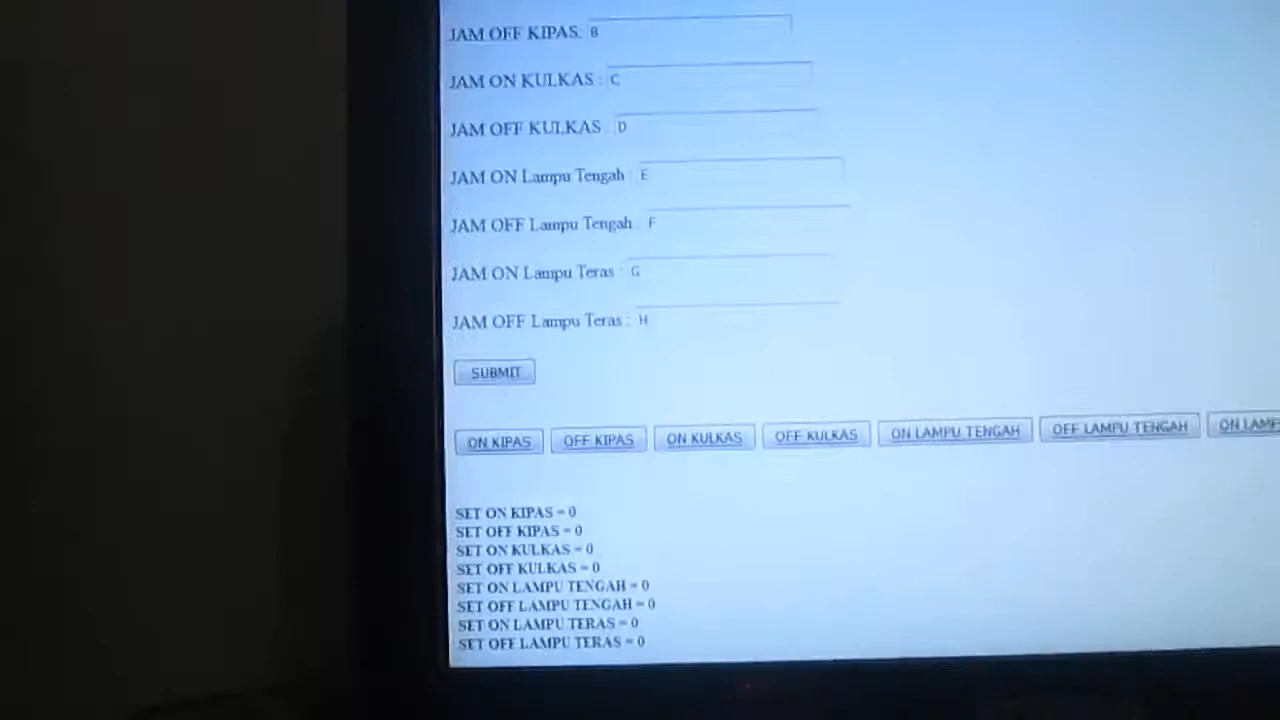 JAM OFF KIPAS: B
JAM ON KULKAS : C
JAM OFF KULKAS : D
JAM ON Lampu Tengah : E
JAM OFF Lampu Tengah : F
JAM ON Lampu Teras : G
JAM OFF Lampu Teras : H
SUBMIT
ON KIPAS OFF KIPAS ON KULKAS OFF KULKAS ON LAMPU TENGAH OFF LAMPU TENGAH ON
SET ON KIPAS = 0
SET OFF KIPAS = 0
SET ON KULKAS = 0
SET OFF KULKAS = 0
SET ON LAMPU TENGAH = 0
SET OFF LAMPU TENGAH = 0
SET ON LAMPU TERAS = 0
SET OFF LAMPU TERAS = 0